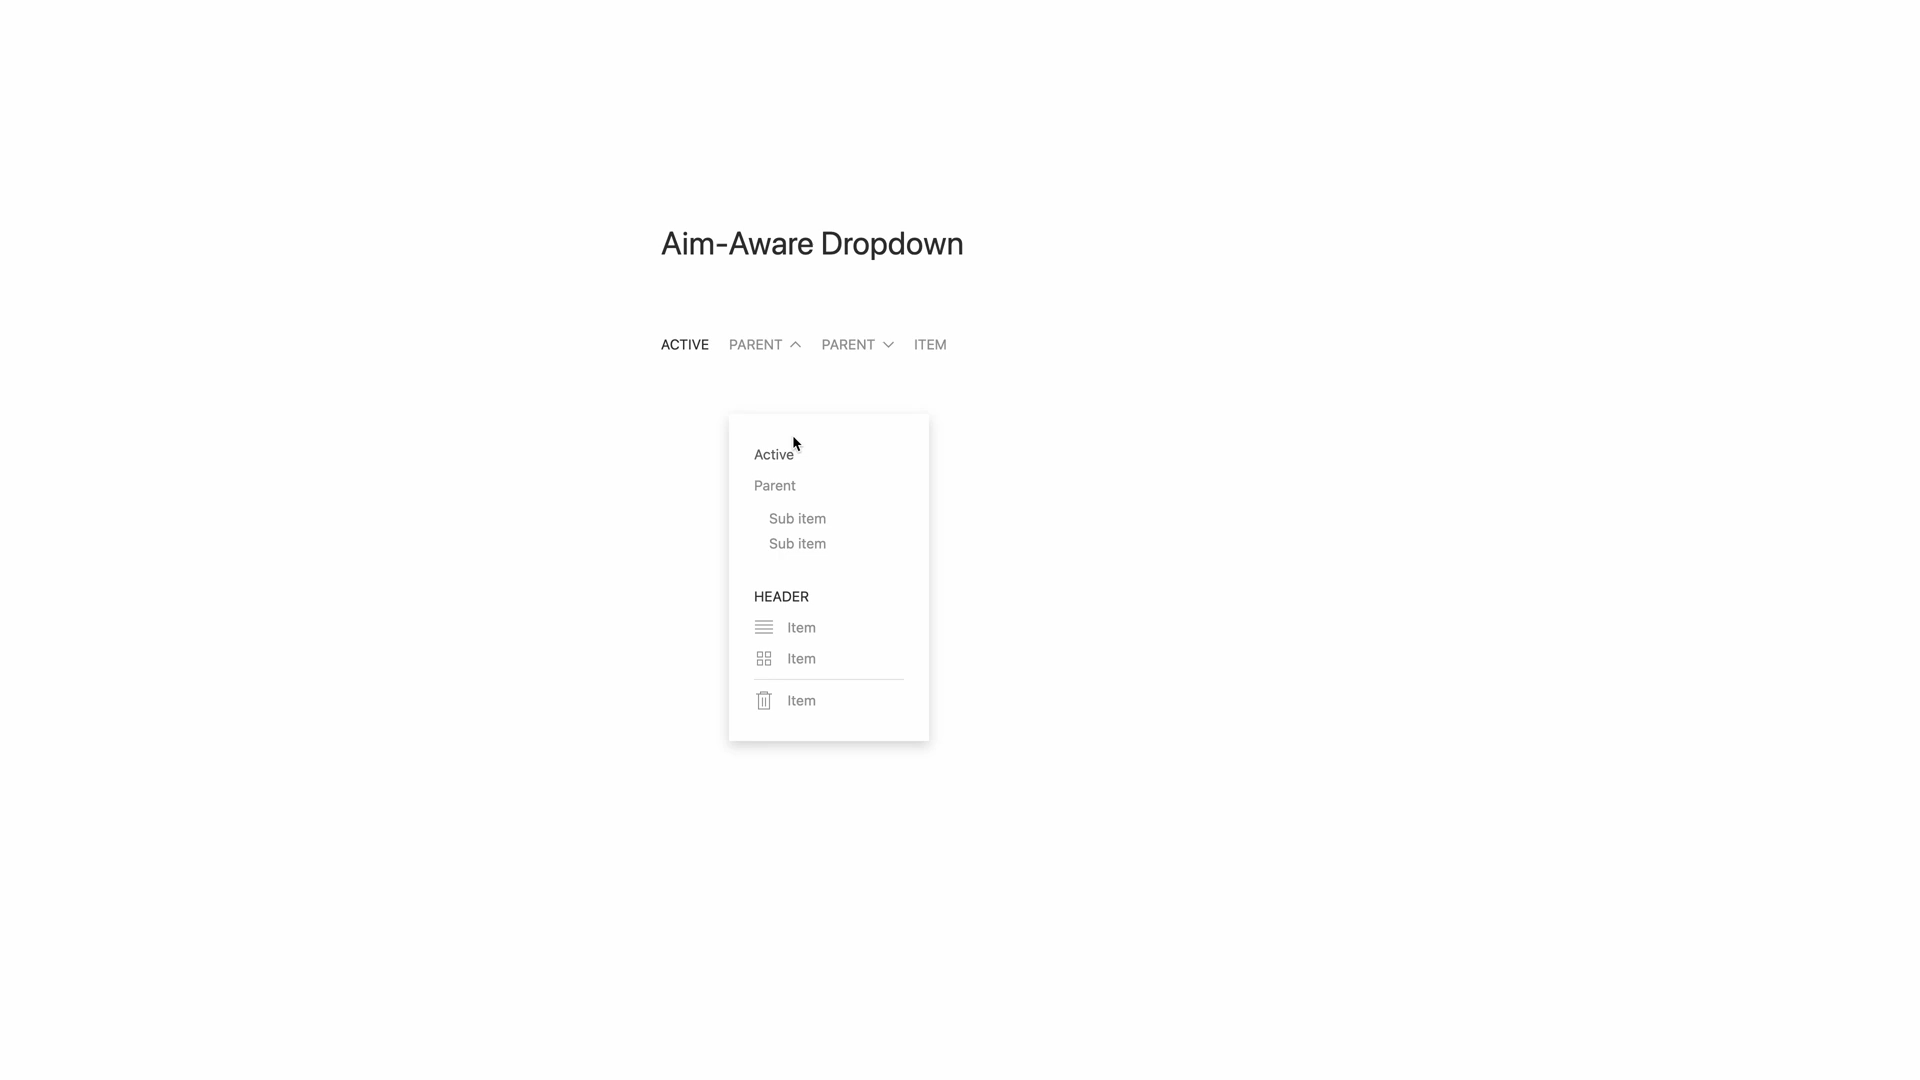 Aim-Aware Dropdown
ACTIVE PARENT PARENT ITEM
Active
Parent
Sub item
Sub item
HEADER
Item
Item
Item